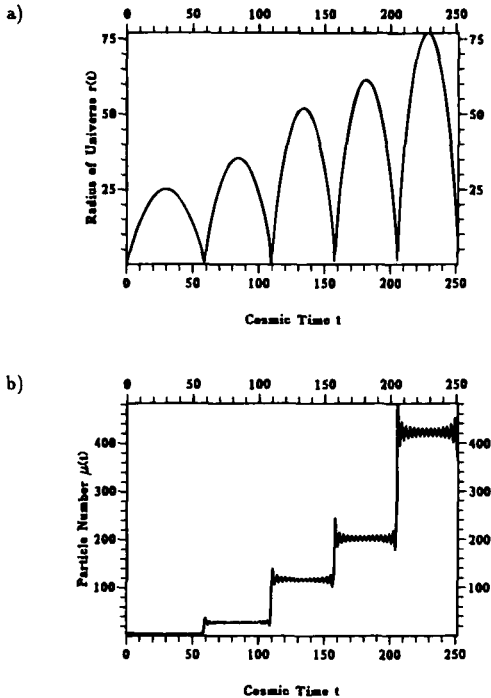 a)
0 50 100 150 200 250
75 75
50 50
25 25
Radius of Universe r(t)
0 50 100 150 200 250
Cosmic Time t
b)
0 50 100 150 200 250
400 400
300 300
200 200
100 100
Particle Number μ(t)
0 50 100 150 200 250
Cosmic Time t